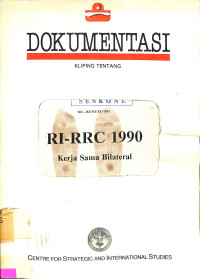 DOKUMENTASI
KLIPING TENTANG
SESKOAL
RI-RRC 1990
Kerja Sama Bilateral
CENTRE FOR STRATEGIC AND INTERNATIONAL STUDIES